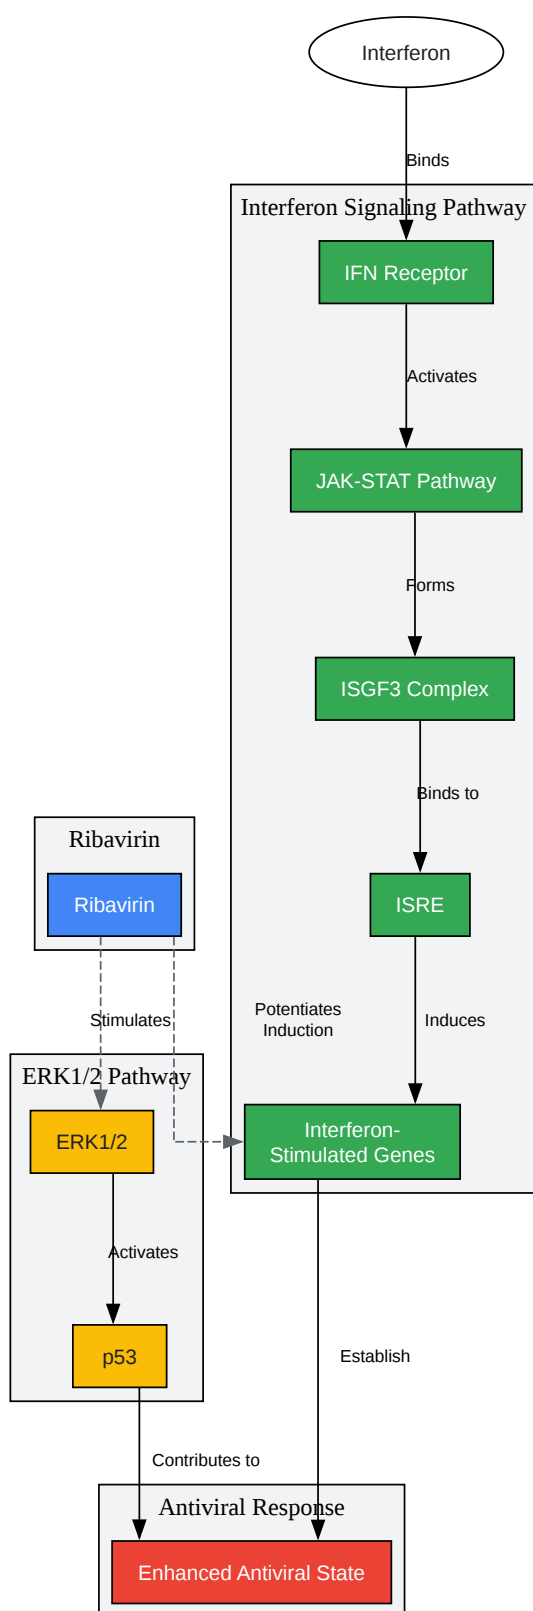 Interferon
Binds
Interferon Signaling Pathway
IFN Receptor
Activates
JAK-STAT Pathway
Forms
ISGF3 Complex
Binds to
Ribavirin
Ribavirin
ISRE
Stimulates
Potentiates
Induction
Induces
ERK1/2 Pathway
ERK1/2
Interferon-
Stimulated Genes
Activates
p53
Establish
Contributes to
Antiviral Response
Enhanced Antiviral State